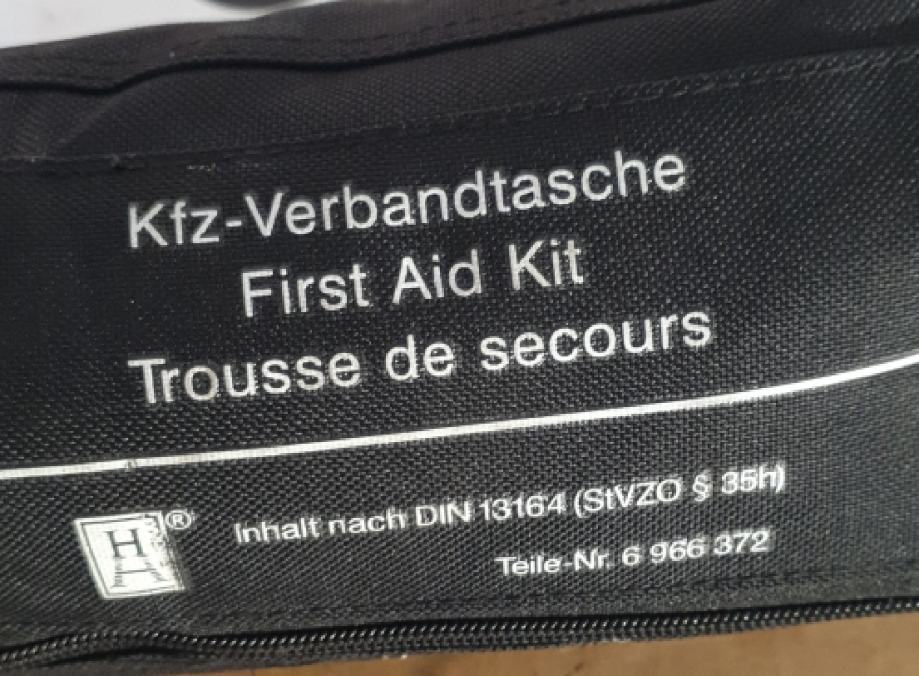 Kfz-Verbandtasche
First Aid Kit
Trousse de secours
H ®
Inhalt nach DIN 13164 (StVZO § 35h)
Teile-Nr. 6 966 372